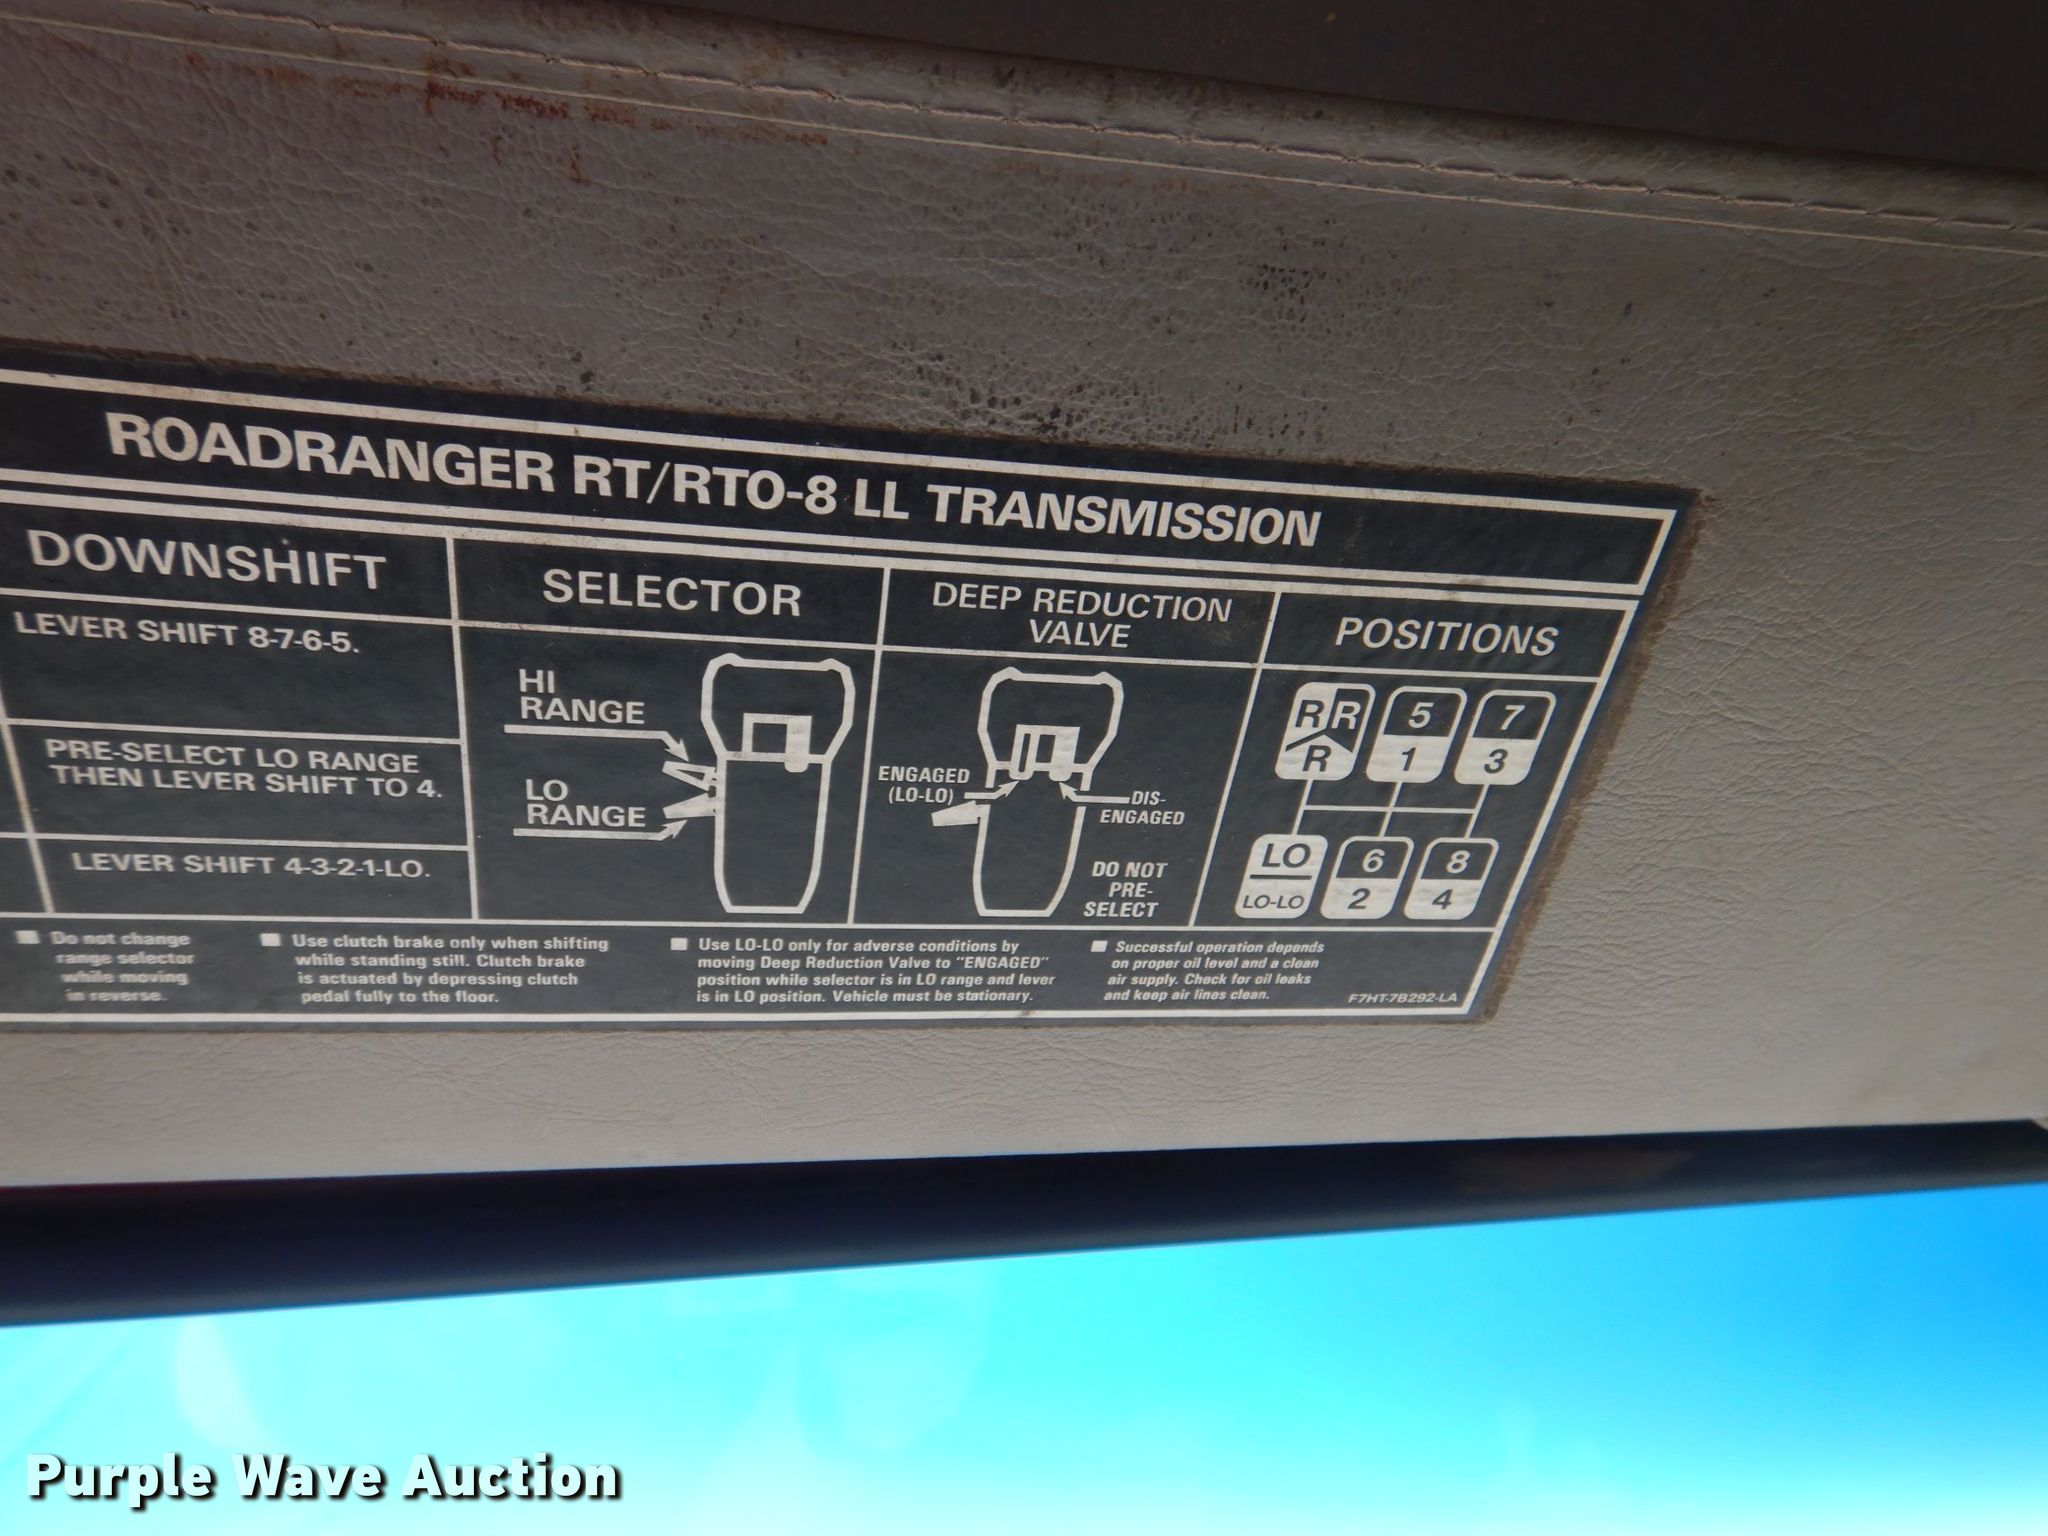 ROADRANGER RT/RTO-8 LL TRANSMISSION
DOWNSHIFT
LEVER SHIFT 8-7-6-5.
PRE-SELECT LO RANGE
THEN LEVER SHIFT TO 4.
LEVER SHIFT 4-3-2-1-LO.
SELECTOR
HI
RANGE
LO
RANGE
DEEP REDUCTION
VALVE
ENGAGED
(LO-LO)
DIS-
ENGAGED
DO NOT
PRE-
SELECT
POSITIONS
R R 5 7
R 1 3
LO 6 8
LO-LO 2 4
Do not change
range selector
while moving
in reverse.
Use clutch brake only when shifting
while standing still. Clutch brake
is actuated by depressing clutch
pedal fully to the floor.
Use LO-LO only for adverse conditions by
moving Deep Reduction Valve to "ENGAGED"
position while selector is in LO range and lever
is in LO position. Vehicle must be stationary.
Successful operation depends
on proper oil level and a clean
air supply. Check for oil leaks
and keep air lines clean.
F7HT-7B292-LA
Purple Wave Auction